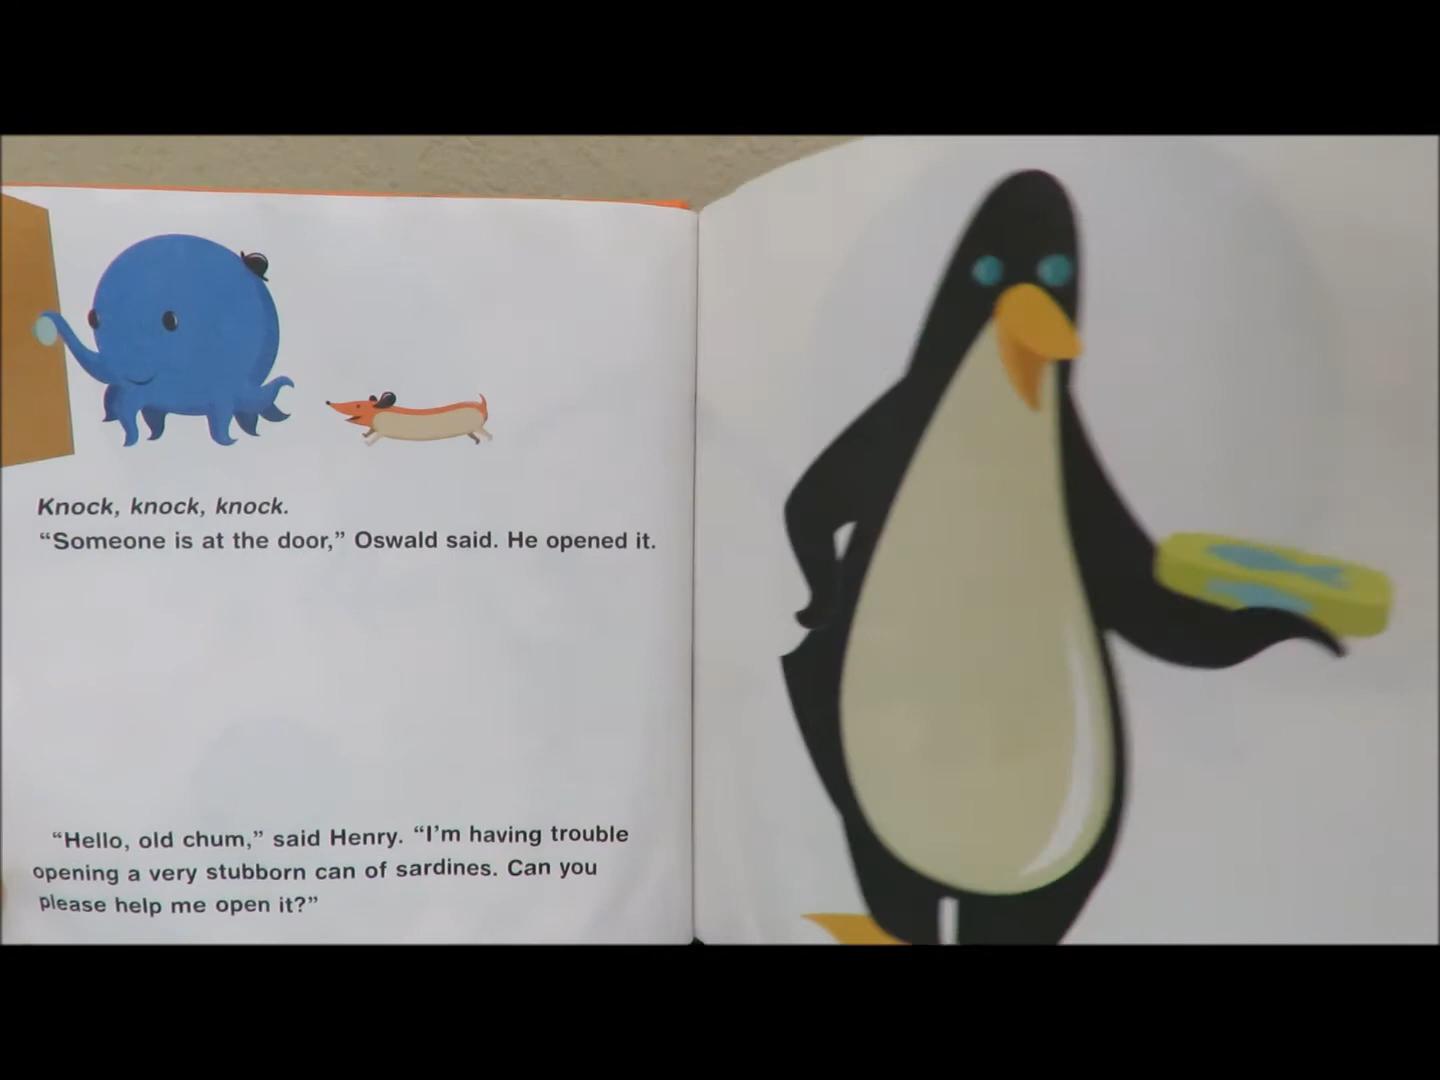 Knock, knock, knock.
“Someone is at the door,” Oswald said. He opened it.
“Hello, old chum,” said Henry. “I’m having trouble
opening a very stubborn can of sardines. Can you
please help me open it?”